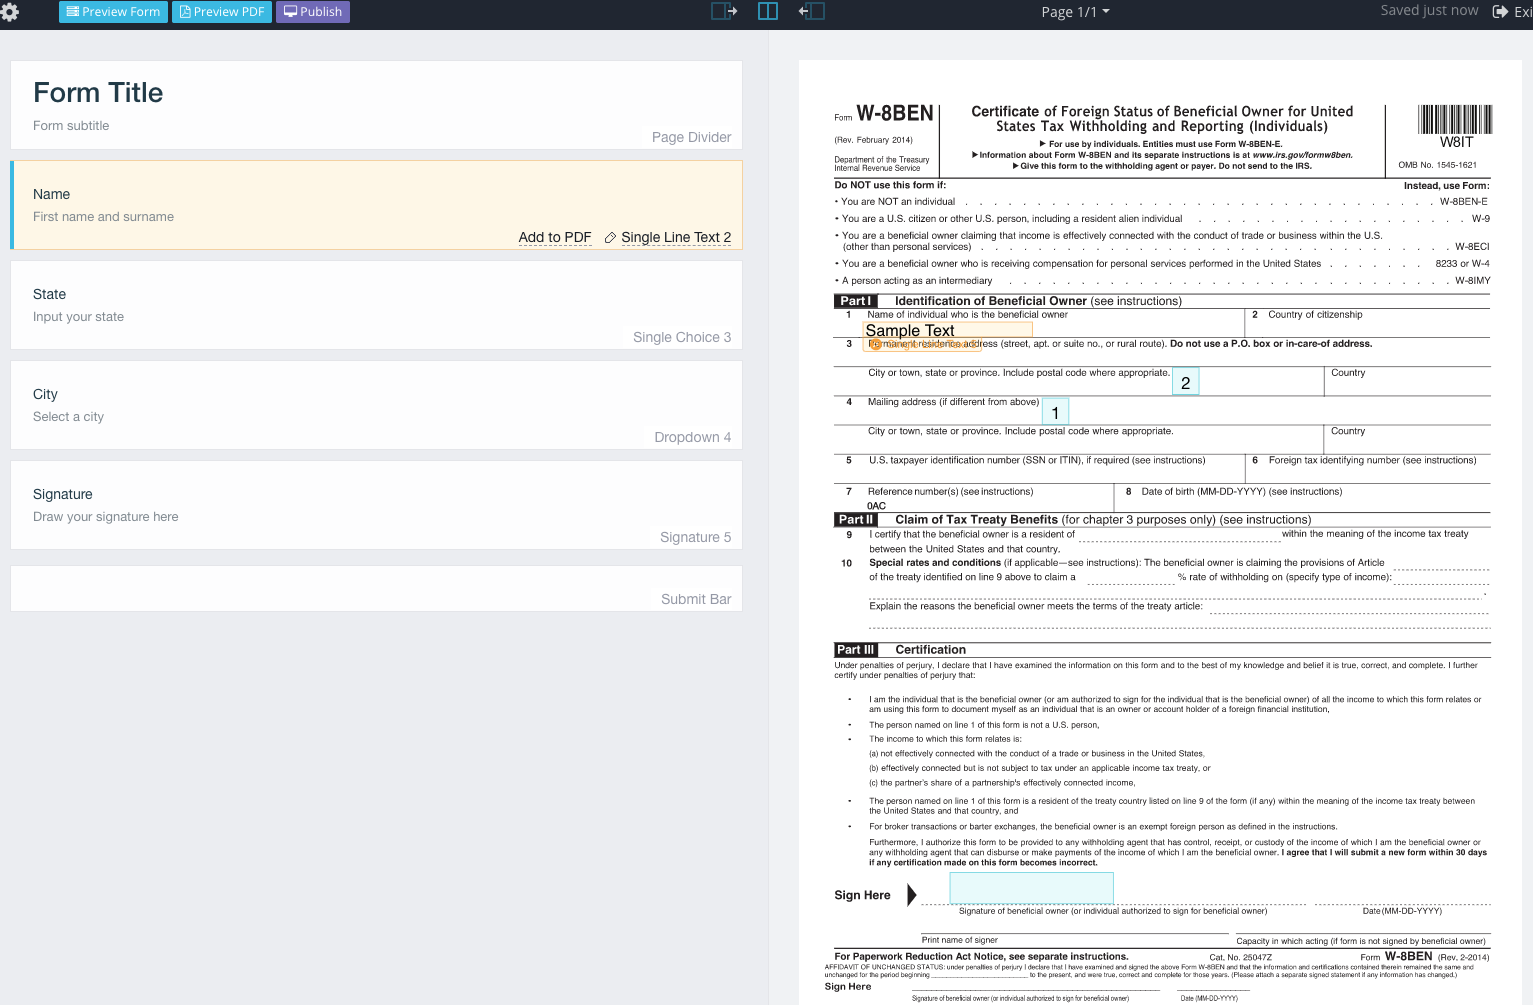 Preview Form Preview PDF Publish Page 1/1 Saved just now Exi
Form Title
Form subtitle
Page Divider
Name
First name and surname
Add to PDF Single Line Text 2
State
Input your state
Single Choice 3
City
Select a city
Dropdown 4
Signature
Draw your signature here
Signature 5
Submit Bar
Form W-8BEN
(Rev. February 2014)
Department of the Treasury
Internal Revenue Service
Certificate of Foreign Status of Beneficial Owner for United
States Tax Withholding and Reporting (Individuals)
► For use by individuals. Entities must use Form W-8BEN-E.
►Information about Form W-8BEN and its separate instructions is at www.irs.gov/formw8ben.
►Give this form to the withholding agent or payer. Do not send to the IRS.
W8IT
OMB No. 1545-1621
Do NOT use this form if: Instead, use Form:
• You are NOT an individual . . . W-8BEN-E
• You are a U.S. citizen or other U.S. person, including a resident alien individual . . . W-9
• You are a beneficial owner claiming that income is effectively connected with the conduct of trade or business within the U.S.
(other than personal services) . . . W-8ECI
• You are a beneficial owner who is receiving compensation for personal services performed in the United States . . . 8233 or W-4
• A person acting as an intermediary . . . W-8IMY
Part I Identification of Beneficial Owner (see instructions)
1 Name of individual who is the beneficial owner 2 Country of citizenship
Sample Text
3 Permanent residence address (street, apt. or suite no., or rural route). Do not use a P.O. box or in-care-of address.
City or town, state or province. Include postal code where appropriate. 2 Country
4 Mailing address (if different from above) 1
City or town, state or province. Include postal code where appropriate. Country
5 U.S. taxpayer identification number (SSN or ITIN), if required (see instructions) 6 Foreign tax identifying number (see instructions)
7 Reference number(s) (see instructions) 8 Date of birth (MM-DD-YYYY) (see instructions)
0AC
Part II Claim of Tax Treaty Benefits (for chapter 3 purposes only) (see instructions)
9 I certify that the beneficial owner is a resident of within the meaning of the income tax treaty
between the United States and that country.
10 Special rates and conditions (if applicable—see instructions): The beneficial owner is claiming the provisions of Article
of the treaty identified on line 9 above to claim a % rate of withholding on (specify type of income):
.
Explain the reasons the beneficial owner meets the terms of the treaty article:
Part III Certification
Under penalties of perjury, I declare that I have examined the information on this form and to the best of my knowledge and belief it is true, correct, and complete. I further
certify under penalties of perjury that:
• I am the individual that is the beneficial owner (or am authorized to sign for the individual that is the beneficial owner) of all the income to which this form relates or
am using this form to document myself as an individual that is an owner or account holder of a foreign financial institution,
• The person named on line 1 of this form is not a U.S. person,
• The income to which this form relates is:
(a) not effectively connected with the conduct of a trade or business in the United States,
(b) effectively connected but is not subject to tax under an applicable income tax treaty, or
(c) the partner's share of a partnership's effectively connected income,
• The person named on line 1 of this form is a resident of the treaty country listed on line 9 of the form (if any) within the meaning of the income tax treaty between
the United States and that country, and
• For broker transactions or barter exchanges, the beneficial owner is an exempt foreign person as defined in the instructions.
Furthermore, I authorize this form to be provided to any withholding agent that has control, receipt, or custody of the income of which I am the beneficial owner or
any withholding agent that can disburse or make payments of the income of which I am the beneficial owner. I agree that I will submit a new form within 30 days
if any certification made on this form becomes incorrect.
Sign Here
Signature of beneficial owner (or individual authorized to sign for beneficial owner) Date (MM-DD-YYYY)
Print name of signer Capacity in which acting (if form is not signed by beneficial owner)
For Paperwork Reduction Act Notice, see separate instructions. Cat. No. 25047Z Form W-8BEN (Rev. 2-2014)
AFFIDAVIT OF UNCHANGED STATUS: under penalties of perjury I declare that I have examined and signed the above Form W-8BEN and that the information and certifications contained therein remained the same and
unchanged for the period beginning ____ to the present, and were true, correct and complete for those years. (Please attach a separate signed statement if any information has changed.)
Sign Here
Signature of beneficial owner (or individual authorized to sign for beneficial owner) Date (MM-DD-YYYY)